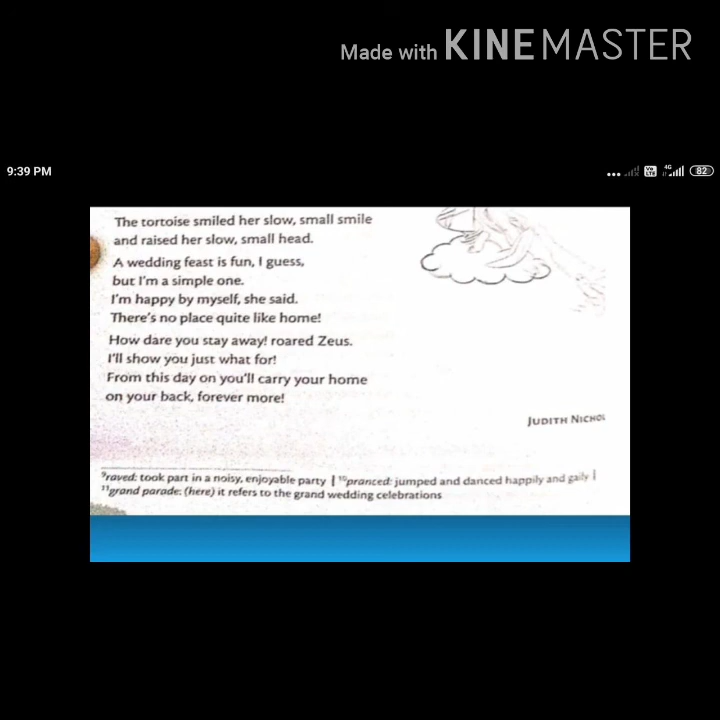 Made with KINEMASTER
9:39 PM
4G
82
The tortoise smiled her slow, small smile
and raised her slow, small head.
A wedding feast is fun, I guess,
but I'm a simple one.
I'm happy by myself, she said.
There's no place quite like home!
How dare you stay away! roared Zeus.
I'll show you just what for!
From this day on you'll carry your home
on your back, forever more!
JUDITH NICHOL
9raved: took part in a noisy, enjoyable party | 10pranced: jumped and danced happily and gaily |
11grand parade: (here) it refers to the grand wedding celebrations